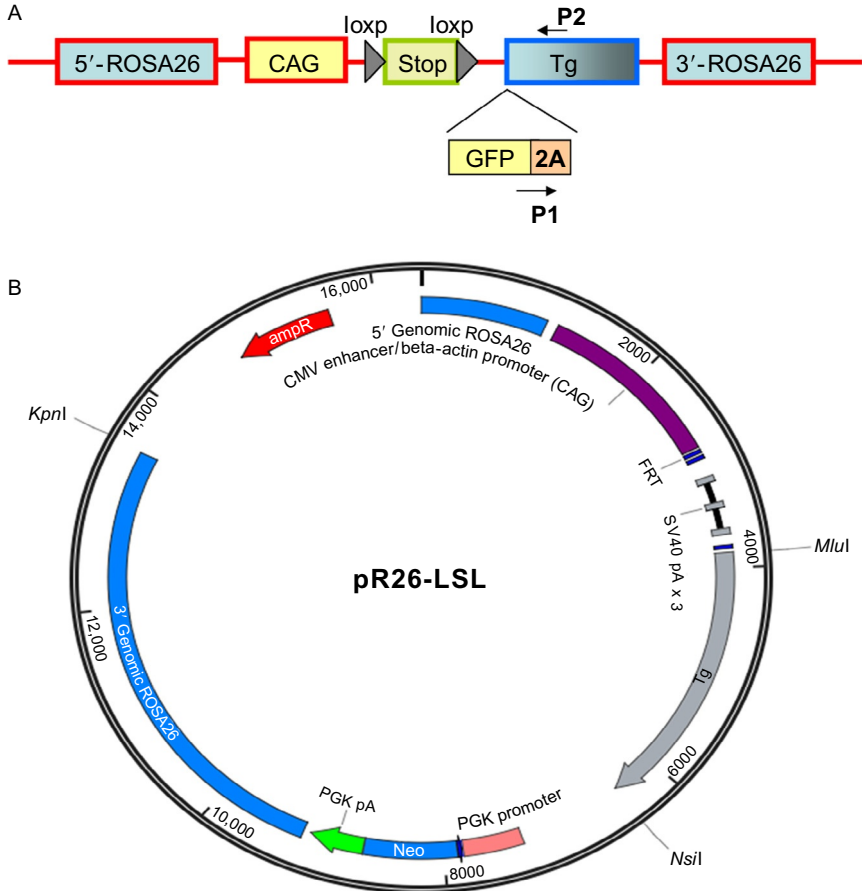 A
loxp loxp P2
5′-ROSA26 CAG Stop Tg 3′-ROSA26
GFP 2A
P1
B
16,000
ampR
5′ Genomic ROSA26
CMV enhancer/beta-actin promoter (CAG)
2000
KpnI
14,000
FRT
SV40 pA x 3
4000
MluI
pR26-LSL
12,000
3′ Genomic ROSA26
Tg
6000
PGK pA
PGK promoter
10,000
Neo
NsiI
8000